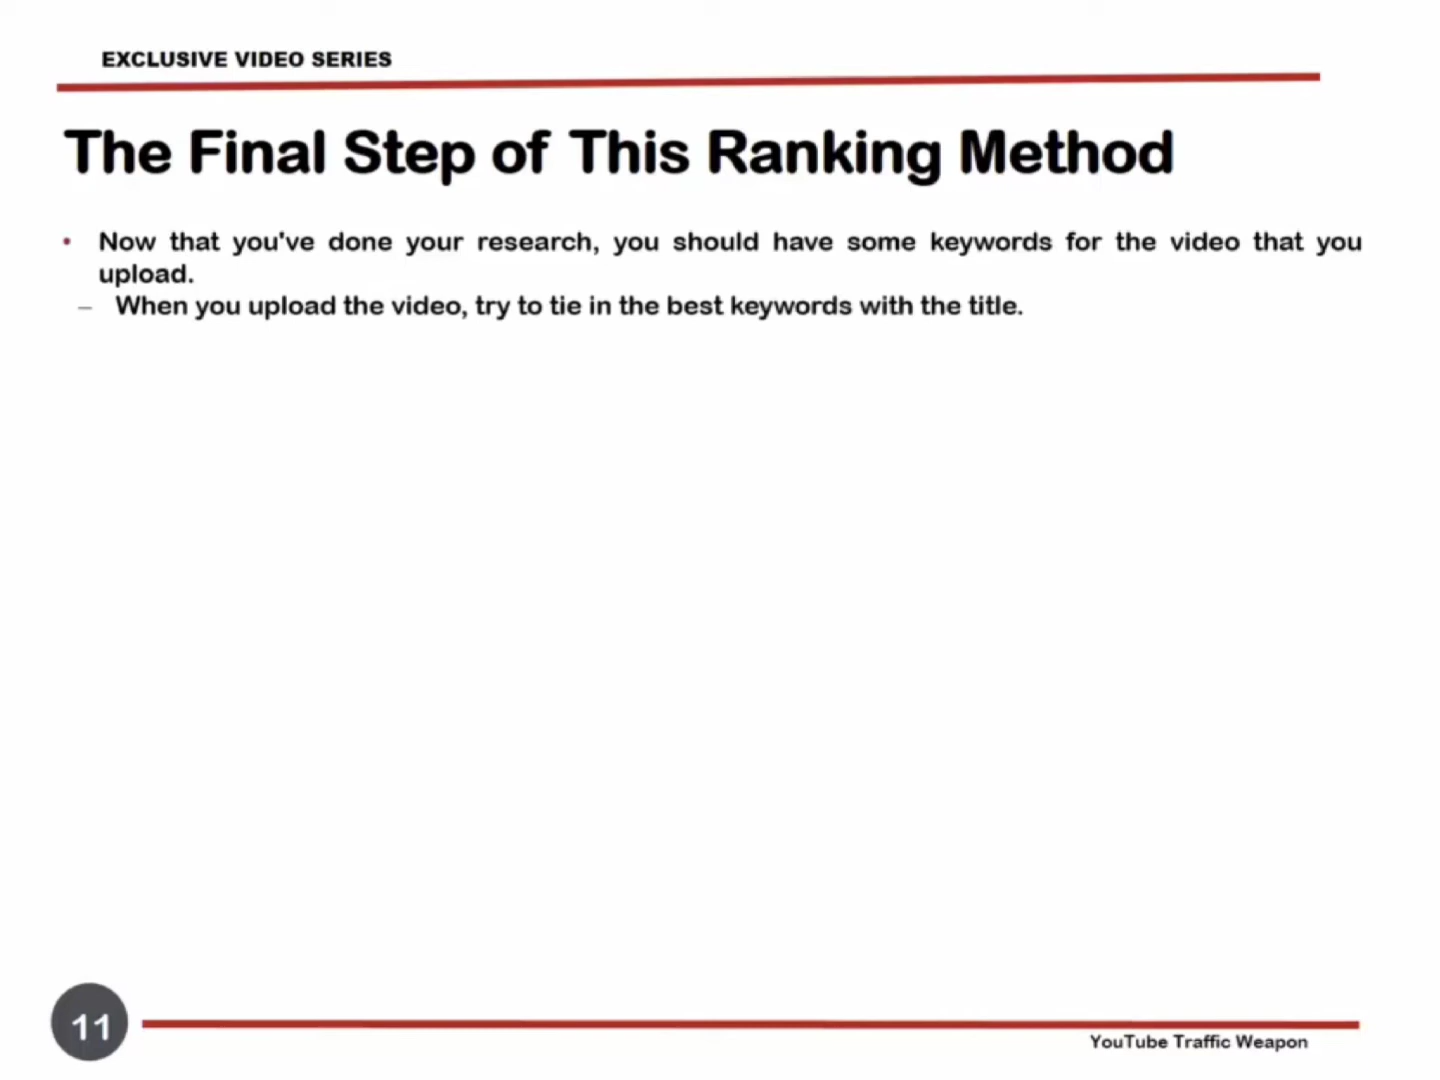 EXCLUSIVE VIDEO SERIES
The Final Step of This Ranking Method
• Now that you've done your research, you should have some keywords for the video that you
upload.
– When you upload the video, try to tie in the best keywords with the title.
11
YouTube Traffic Weapon